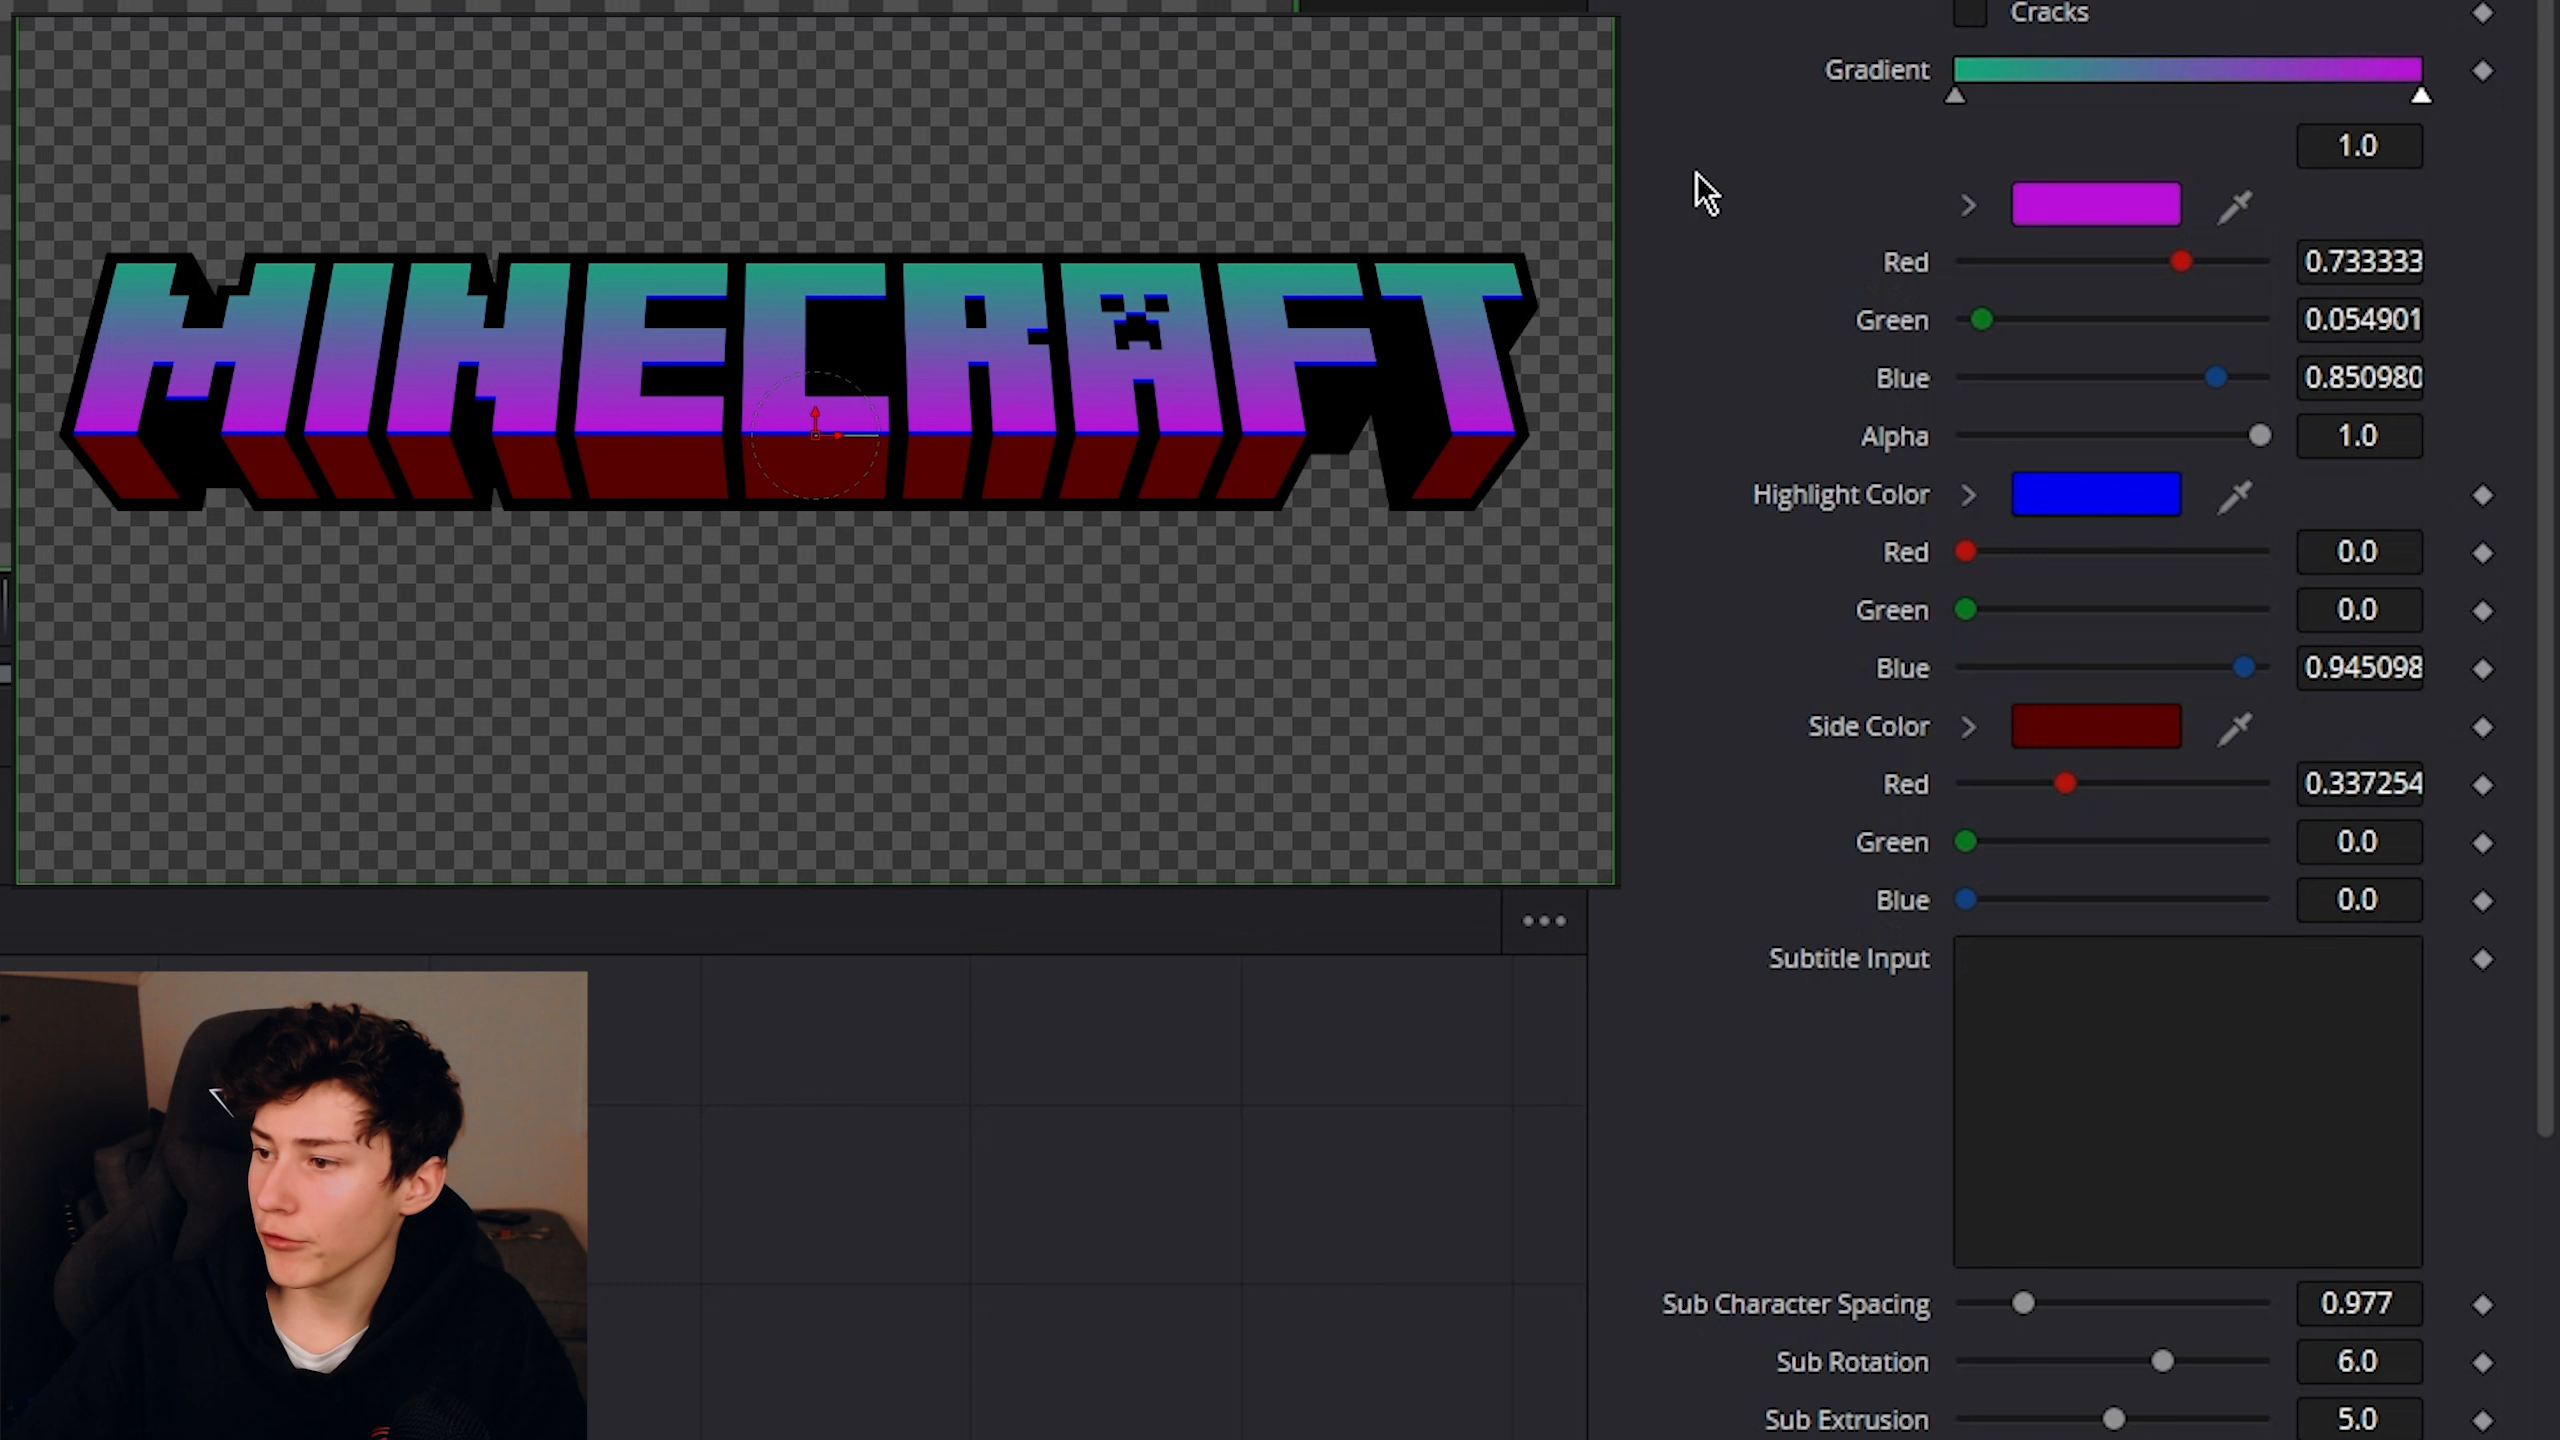 MINECRAFT
Cracks
Gradient
1.0
Red 0.733333
Green 0.054901
Blue 0.850980
Alpha 1.0
Highlight Color
Red 0.0
Green 0.0
Blue 0.945098
Side Color
Red 0.337254
Green 0.0
Blue 0.0
Subtitle Input
Sub Character Spacing 0.977
Sub Rotation 6.0
Sub Extrusion 5.0